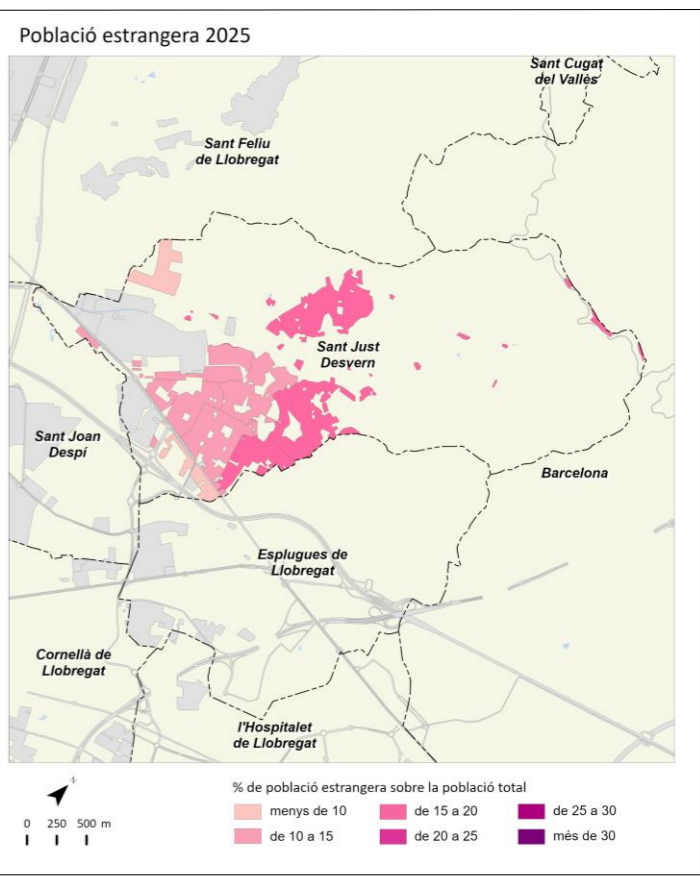 Població estrangera 2025
Sant Cugat
del Vallès
Sant Feliu
de Llobregat
Sant Just
Desvern
Sant Joan
Despí
Barcelona
Esplugues de
Llobregat
Cornellà de
Llobregat
l'Hospitalet
de Llobregat
N
0 250 500 m
% de població estrangera sobre la població total
menys de 10
de 10 a 15
de 15 a 20
de 20 a 25
de 25 a 30
més de 30